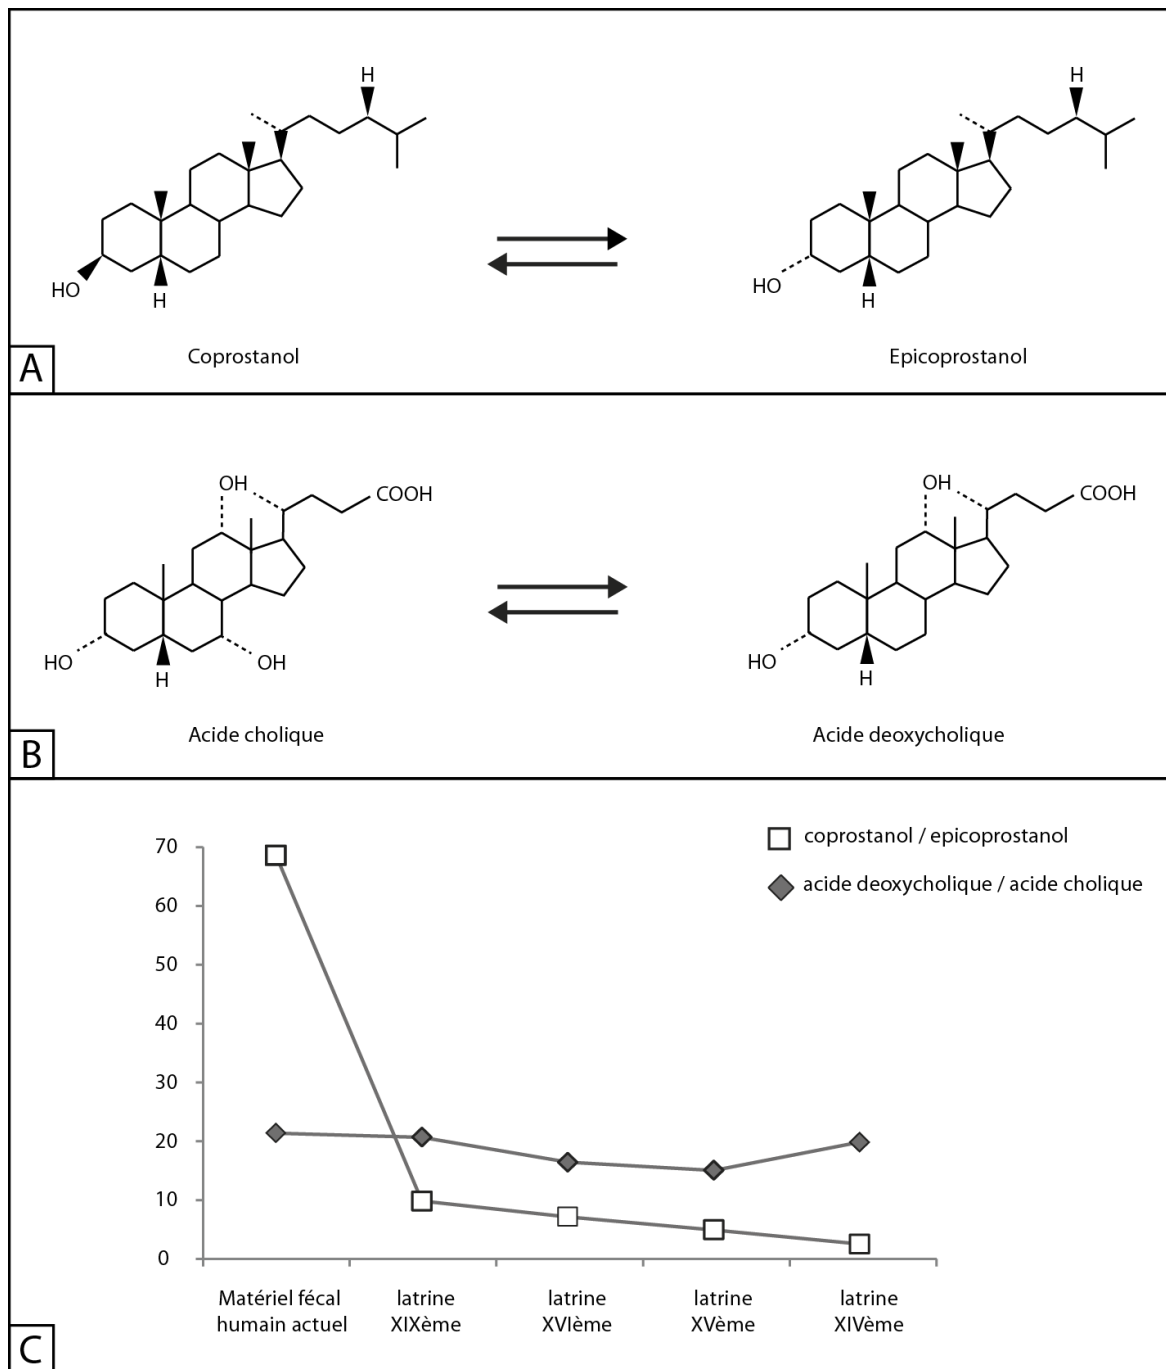 H
H
HO
H
HO
H
Coprostanol
Epicoprostanol
A
OH
COOH
OH
COOH
HO
OH
H
HO
H
Acide cholique
Acide deoxycholique
B
coprostanol / epicoprostanol
acide deoxycholique / acide cholique
70
60
50
40
30
20
10
0
Matériel fécal
humain actuel
latrine
XIXème
latrine
XVIème
latrine
XVème
latrine
XIVème
C